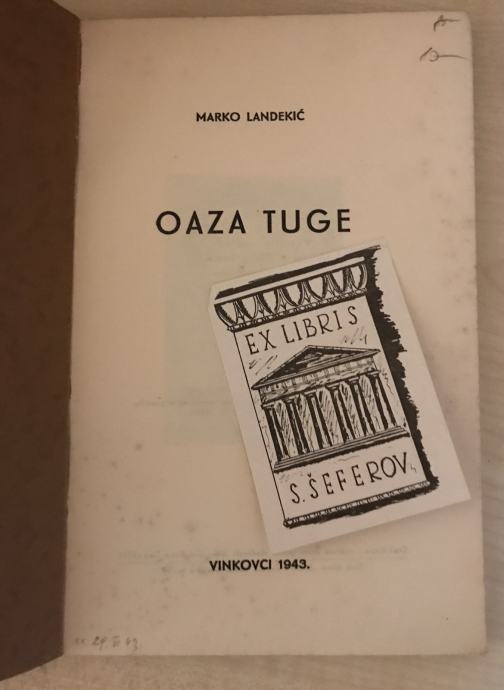 MARKO LANDEKIĆ
OAZA TUGE
EX LIBRIS
S. ŠEFEROV
VINKOVCI 1943.